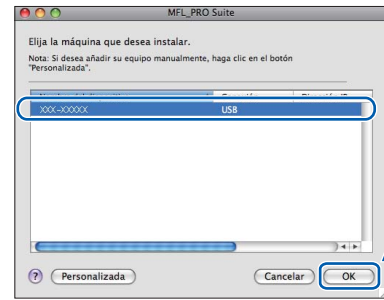 MFL_PRO Suite
Elija la máquina que desea instalar.
Nota: Si desea añadir su equipo manualmente, haga clic en el botón
"Personalizada".
XXX-XXXXX USB
? Personalizada Cancelar OK